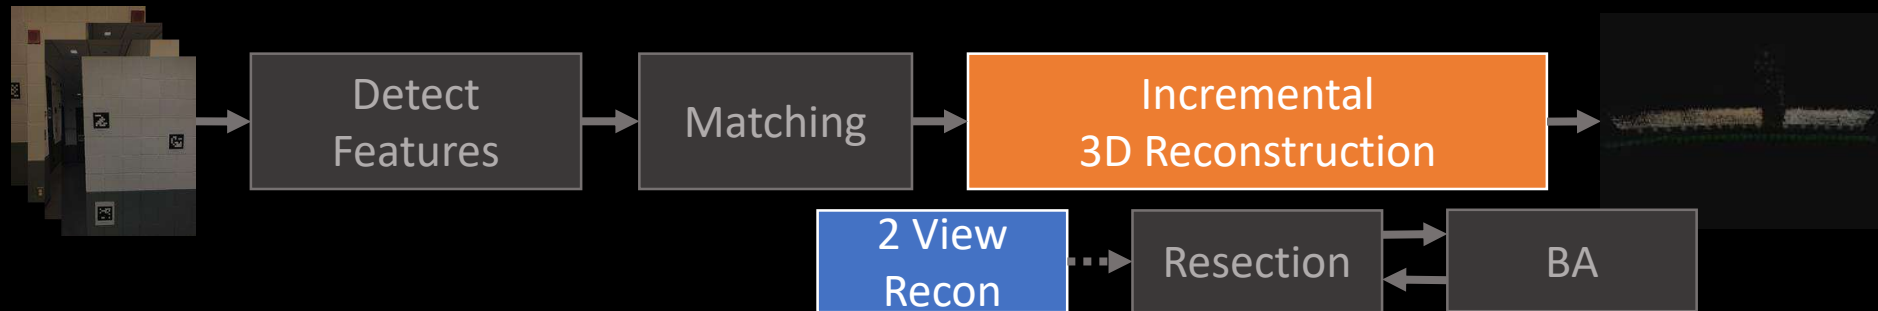 Detect
Features
Matching
Incremental
3D Reconstruction
2 View
Recon
Resection
BA